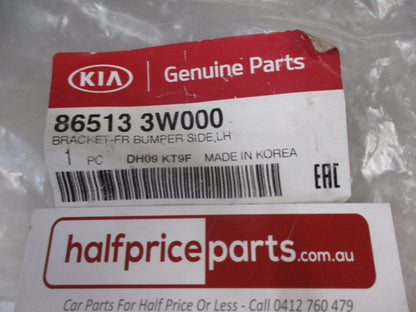 KIA Genuine Parts
86513 3W000
BRACKET-FR BUMPER SIDE,LH
1 PC DH09 KT9F MADE IN KOREA
EAC
halfpriceparts.com.au
Car Parts For Half Price Or Less - Call 0412 760 479